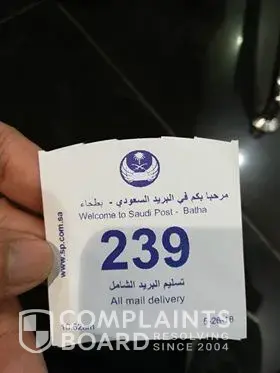 مرحبا بكم في البريد السعودي - بطحاء
Welcome to Saudi Post - Batha
239
تسليم البريد الشامل
All mail delivery
www.sp.com.sa
COMPLAINTS
BOARD
RESOLVING
SINCE 2004